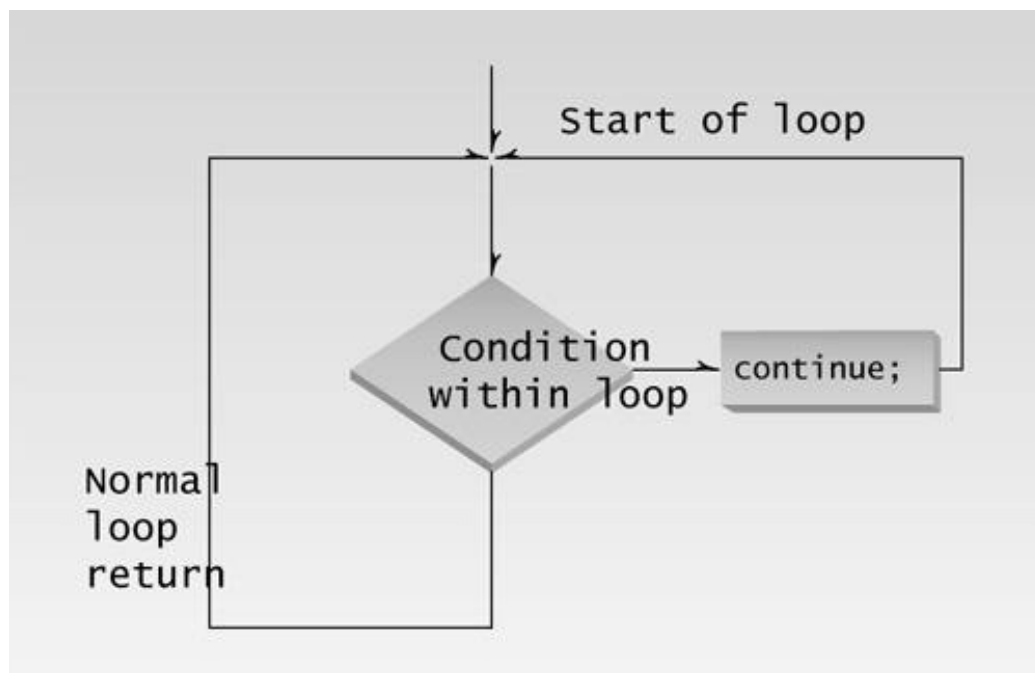 Start of loop
Condition
within loop
continue;
Normal
loop
return